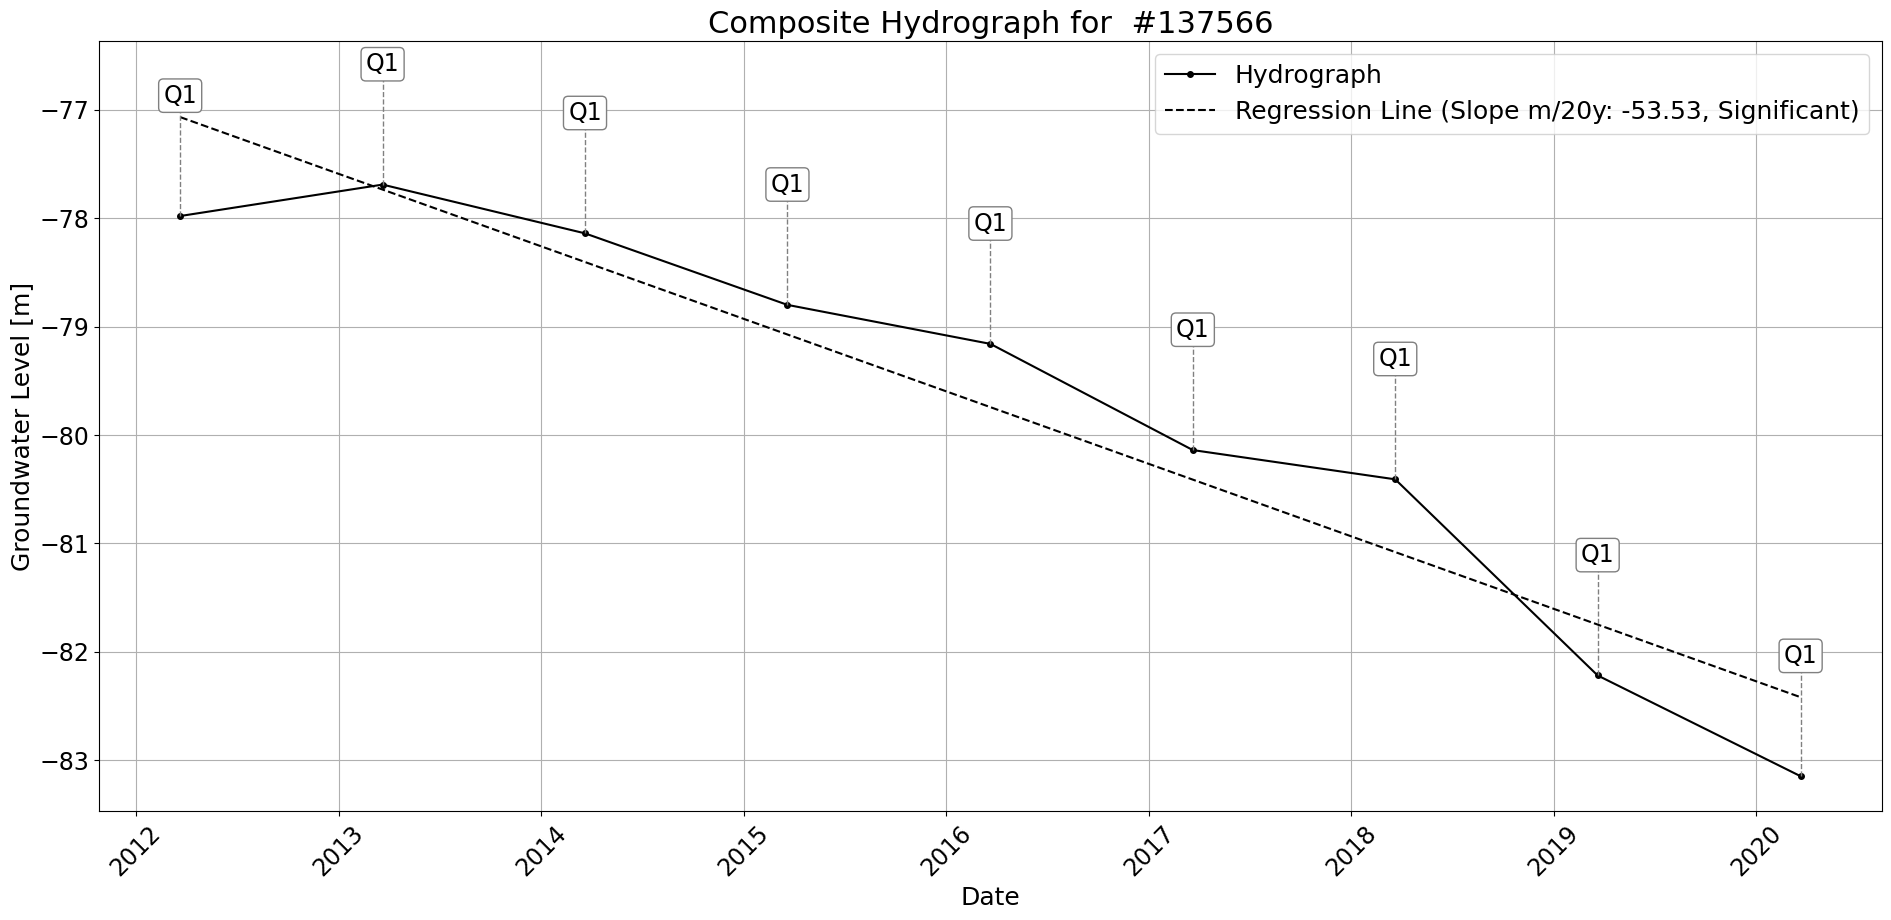 Composite Hydrograph for  #137566
Hydrograph
Regression Line (Slope m/20y: -53.53, Significant)
Q1
Q1
Q1
Q1
Q1
Q1
Q1
Q1
Q1
Groundwater Level [m]
−77
−78
−79
−80
−81
−82
−83
2012
2013
2014
2015
2016
2017
2018
2019
2020
Date